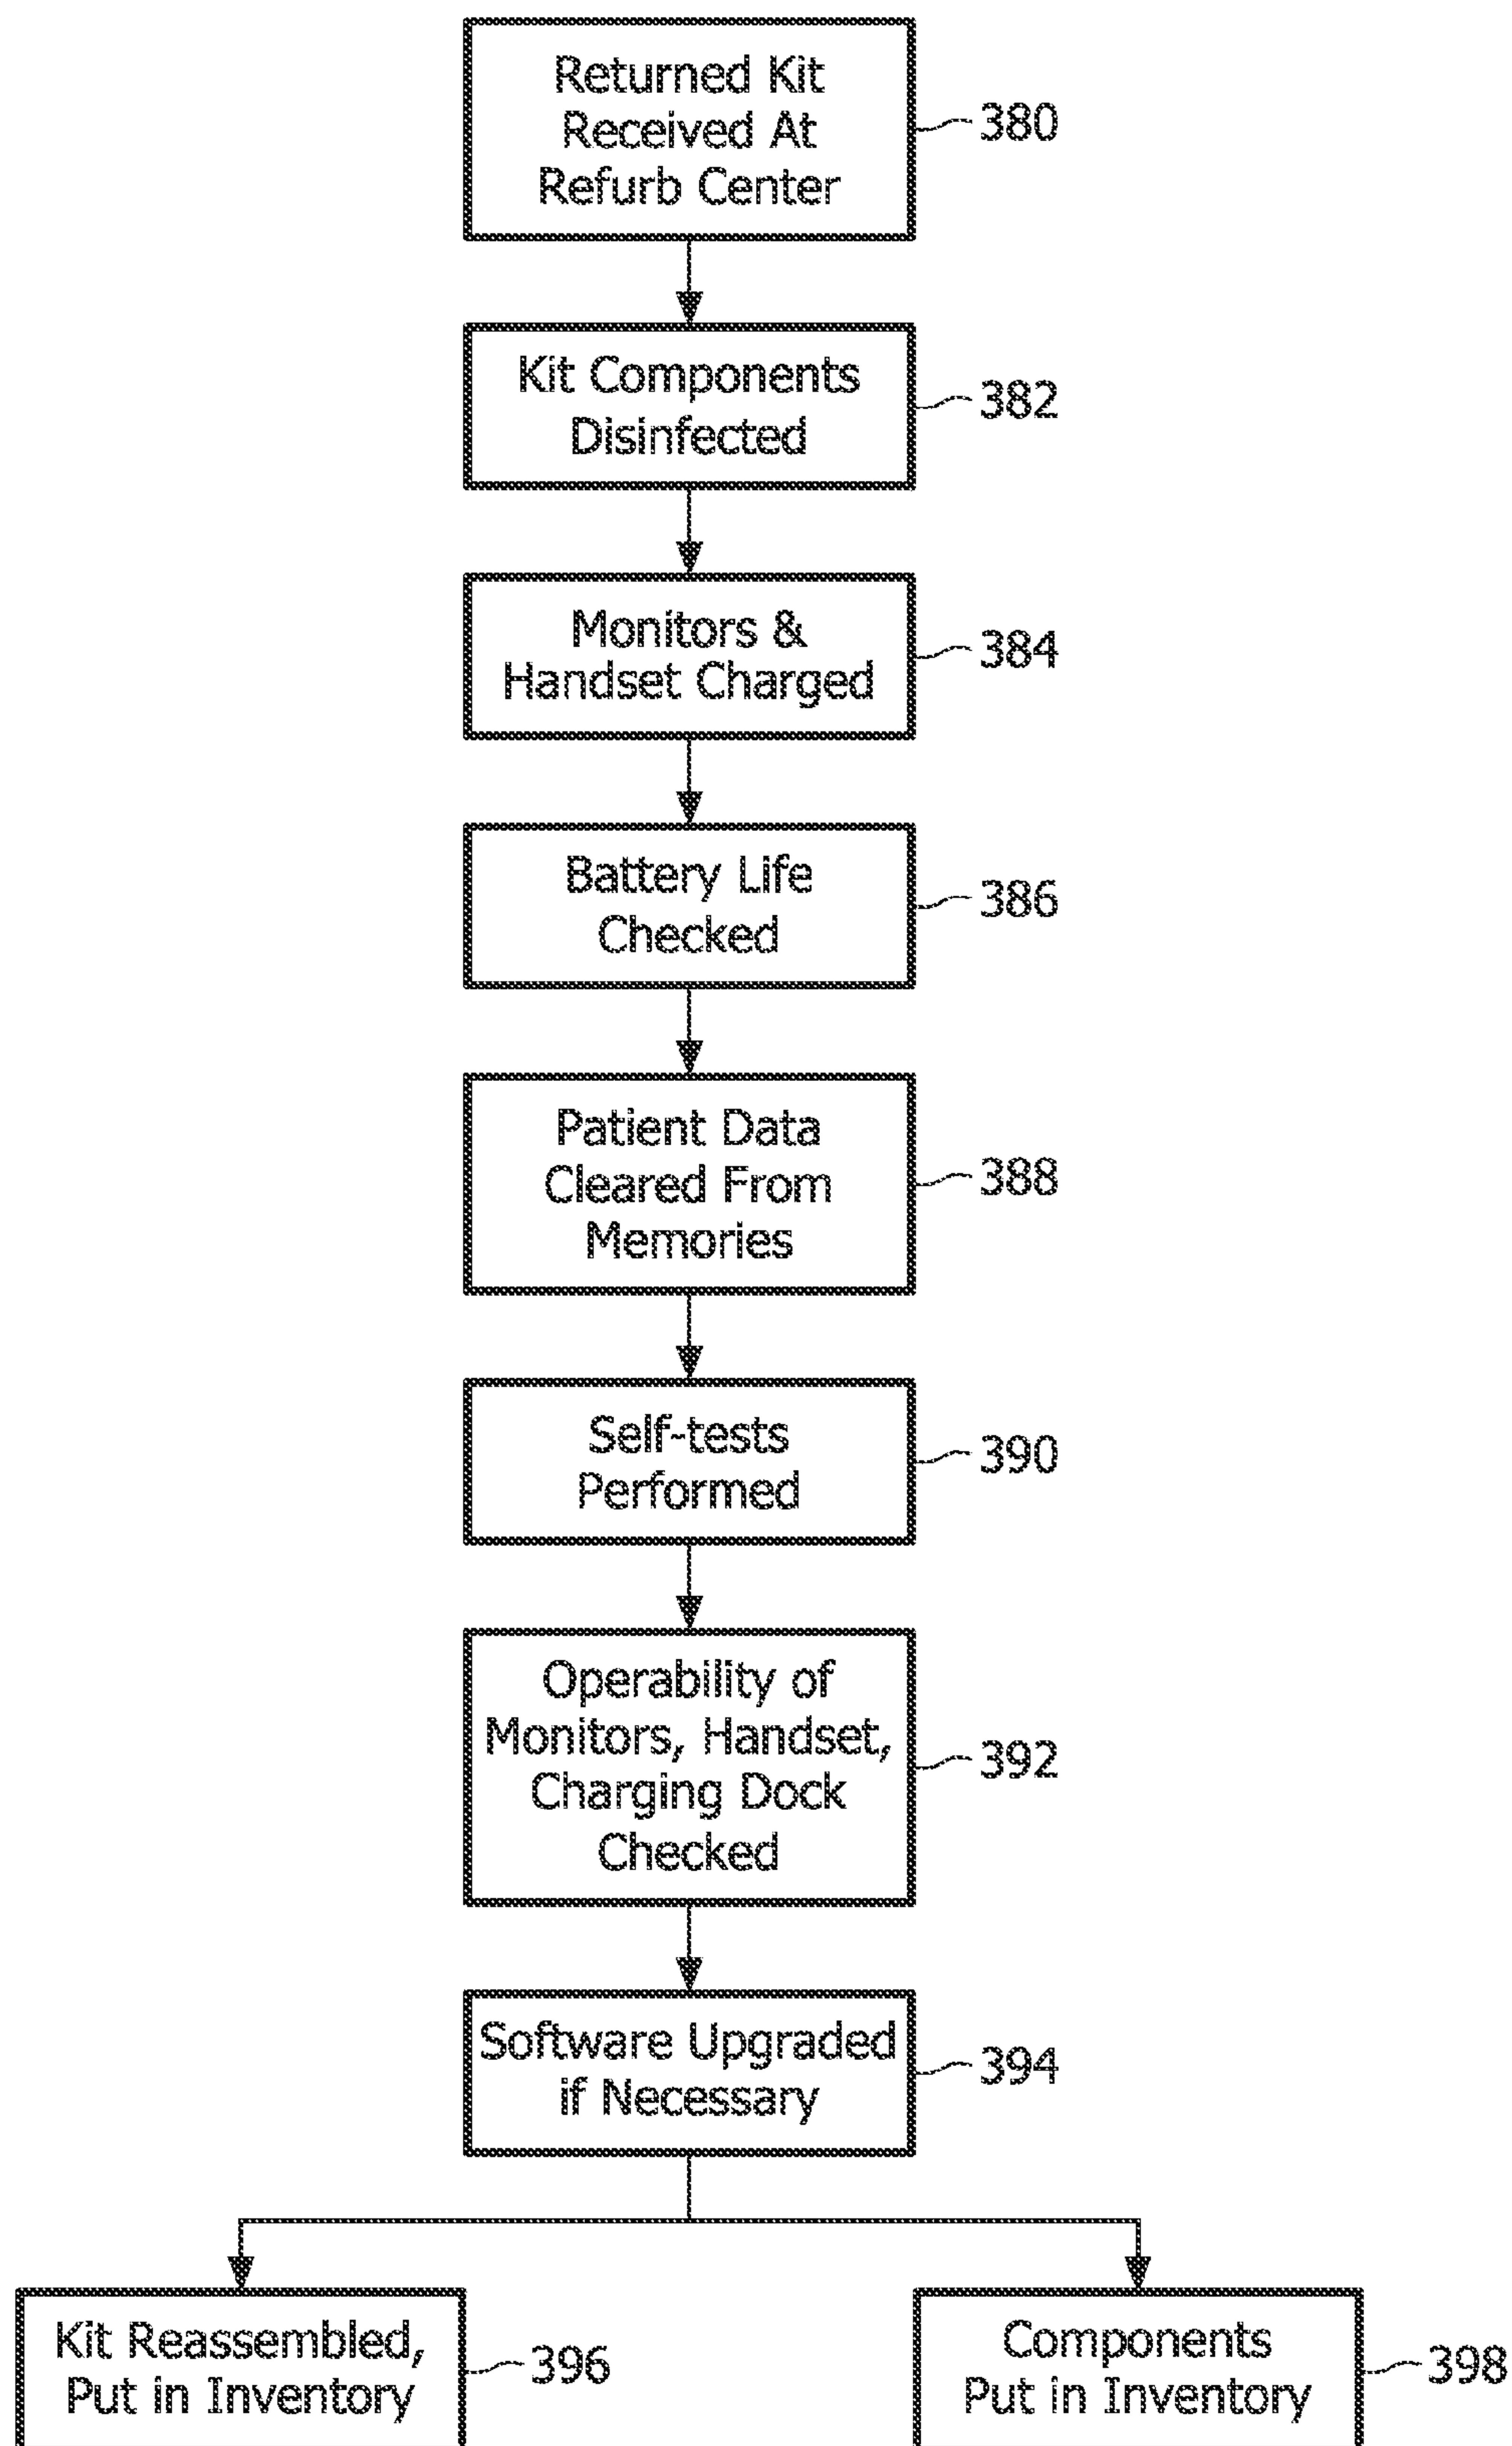 Returned Kit
Received At
Refurb Center
380
Kit Components
Disinfected
382
Monitors &
Handset Charged
384
Battery Life
Checked
386
Patient Data
Cleared From
Memories
388
Self-tests
Performed
390
Operability of
Monitors, Handset,
Charging Dock
Checked
392
Software Upgraded
if Necessary
394
Kit Reassembled,
Put in Inventory
396
Components
Put in Inventory
398